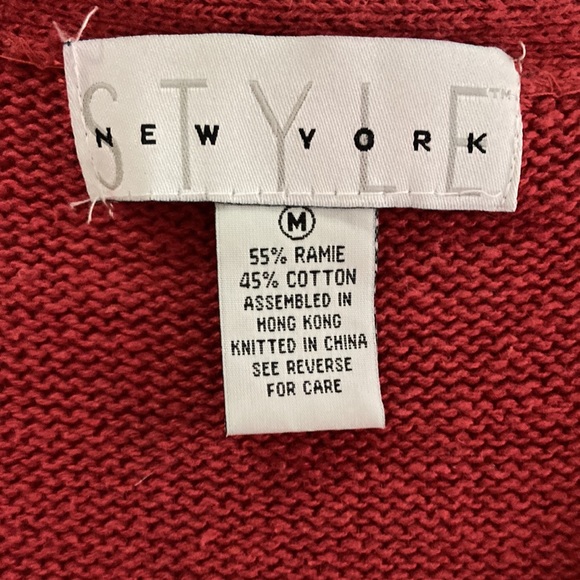 STYLE™
NEW YORK
M
55% RAMIE
45% COTTON
ASSEMBLED IN
HONG KONG
KNITTED IN CHINA
SEE REVERSE
FOR CARE